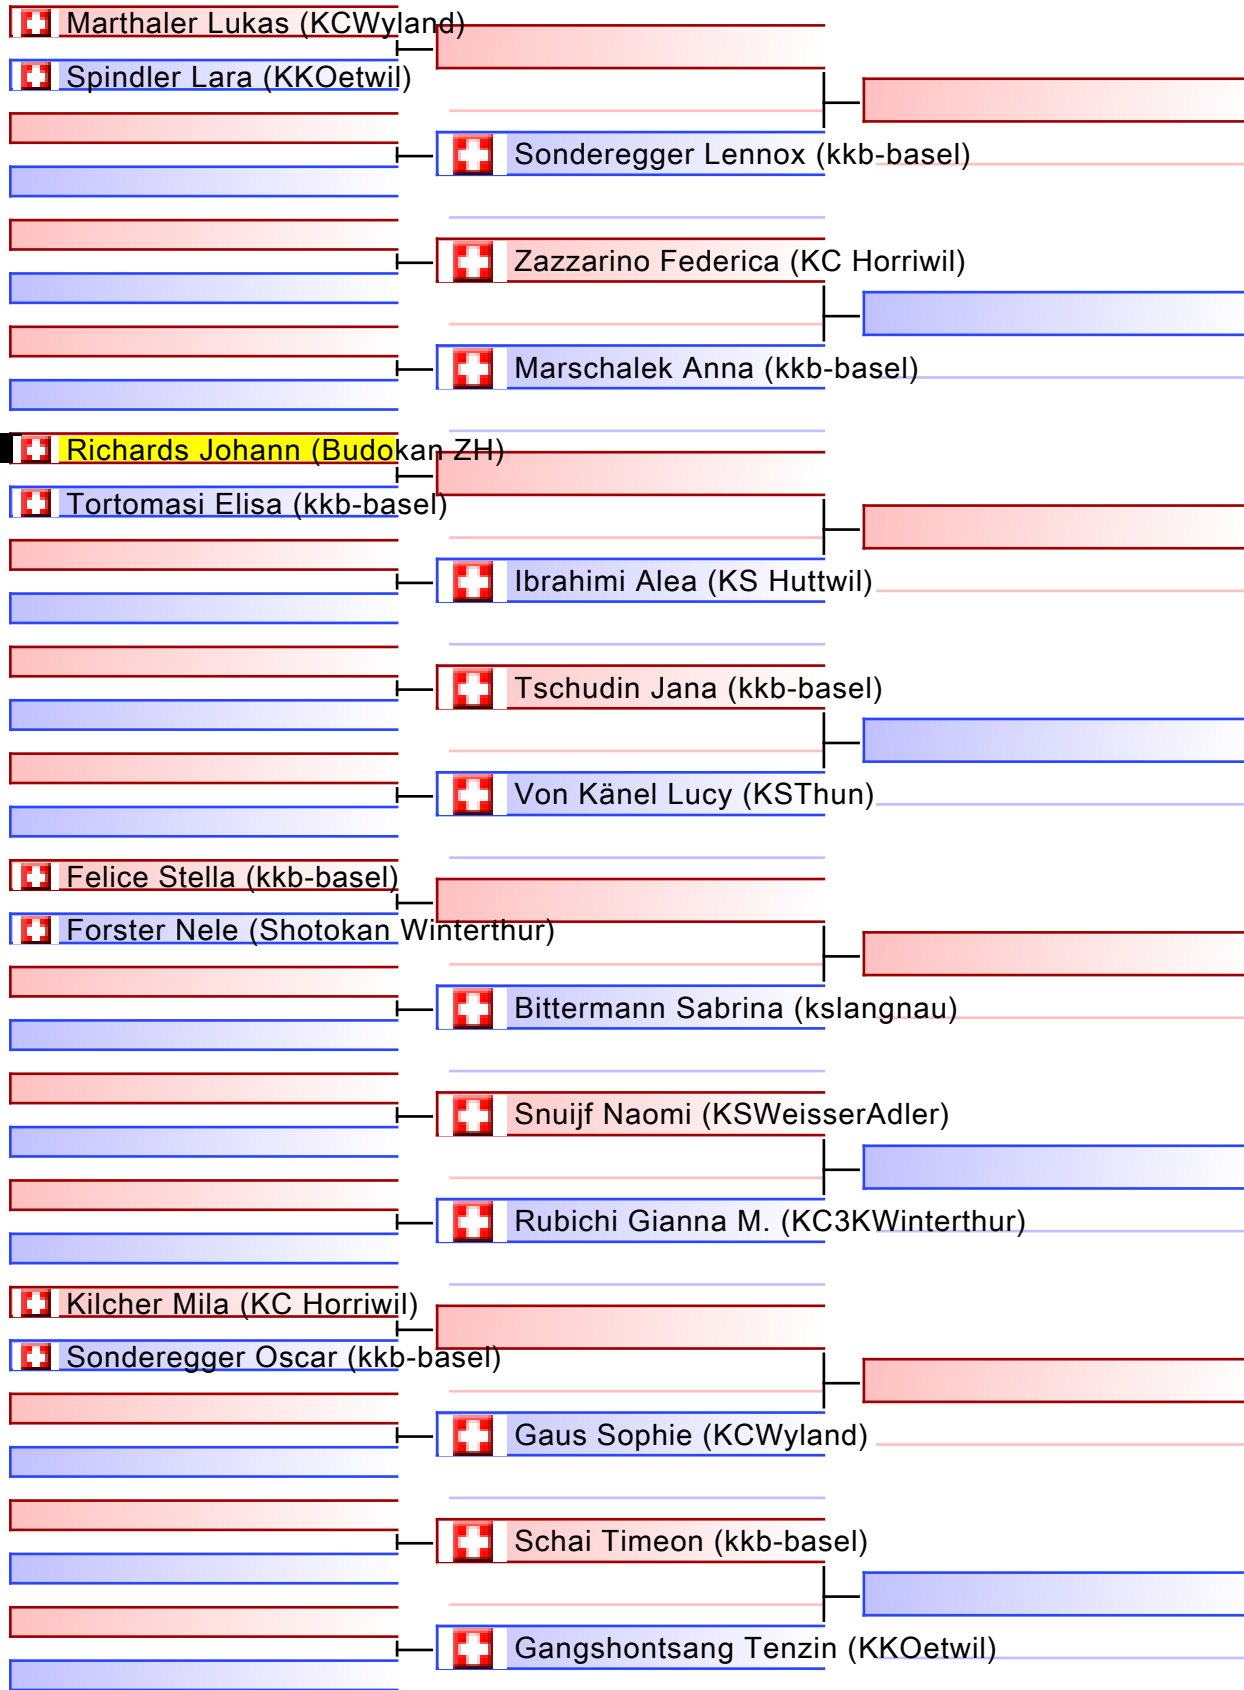 Marthaler Lukas (KCWyland)
Spindler Lara (KKOetwil)
Sonderegger Lennox (kkb-basel)
Zazzarino Federica (KC Horriwil)
Marschalek Anna (kkb-basel)
Richards Johann (Budokan ZH)
Tortomasi Elisa (kkb-basel)
Ibrahimi Alea (KS Huttwil)
Tschudin Jana (kkb-basel)
Von Känel Lucy (KSThun)
Felice Stella (kkb-basel)
Forster Nele (Shotokan Winterthur)
Bittermann Sabrina (kslangnau)
Snuijf Naomi (KSWeisserAdler)
Rubichi Gianna M. (KC3KWinterthur)
Kilcher Mila (KC Horriwil)
Sonderegger Oscar (kkb-basel)
Gaus Sophie (KCWyland)
Schai Timeon (kkb-basel)
Gangshontsang Tenzin (KKOetwil)